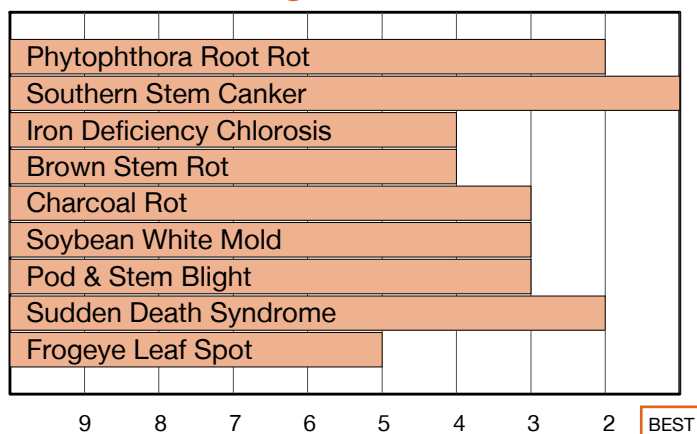 Phytophthora Root Rot
Southern Stem Canker
Iron Deficiency Chlorosis
Brown Stem Rot
Charcoal Rot
Soybean White Mold
Pod & Stem Blight
Sudden Death Syndrome
Frogeye Leaf Spot
9 8 7 6 5 4 3 2 BEST